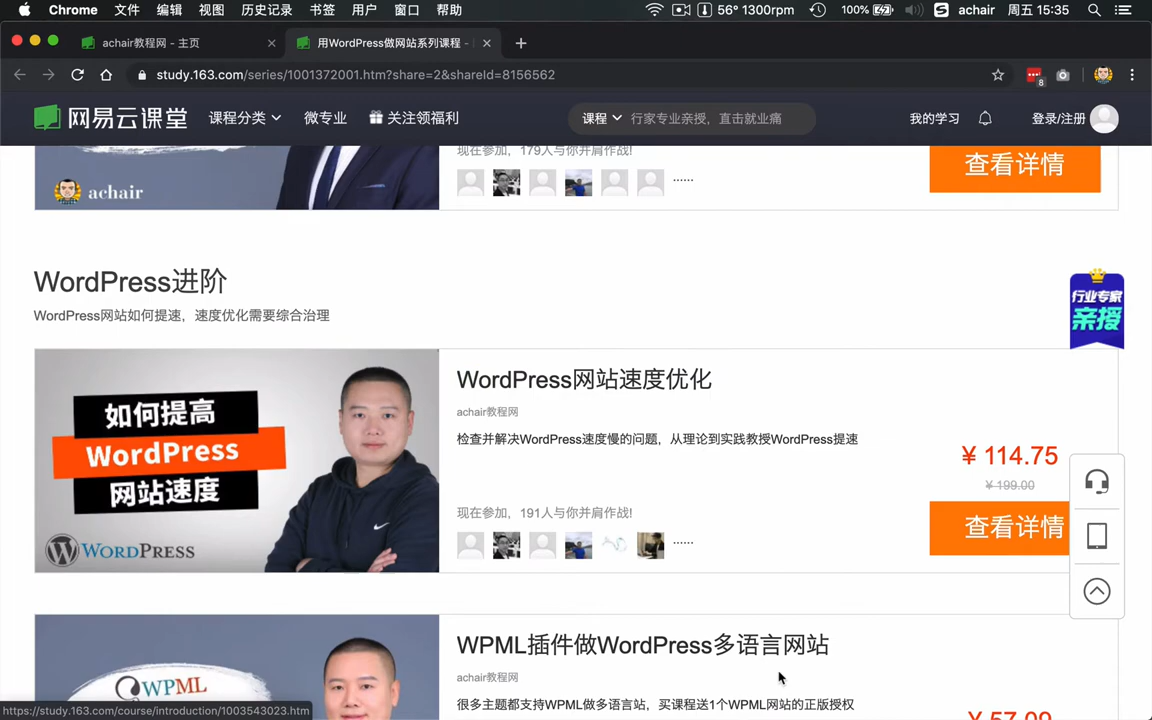 Chrome 文件 编辑 视图 历史记录 书签 用户 窗口 帮助 56° 1300rpm 100% achair 周五 15:35
achair教程网 - 主页
用WordPress做网站系列课程 -
study.163.com/series/1001372001.htm?share=2&shareId=8156562
8
网易云课堂 课程分类 微专业 关注领福利 课程 行家专业亲授，直击就业痛 我的学习 登录/注册
现在参加，179人与你并肩作战!
查看详情
achair
......
WordPress进阶
WordPress网站如何提速，速度优化需要综合治理
行业专家
亲授
如何提高
WordPress
网站速度
WORDPRESS
WordPress网站速度优化
achair教程网
检查并解决WordPress速度慢的问题，从理论到实践教授WordPress提速
¥ 114.75
¥ 199.00
现在参加，191人与你并肩作战!
查看详情
......
WPML
WPML插件做WordPress多语言网站
achair教程网
很多主题都支持WPML做多语言站，买课程送1个WPML网站的正版授权
¥ 57.09
https://study.163.com/course/introduction/1003543023.htm